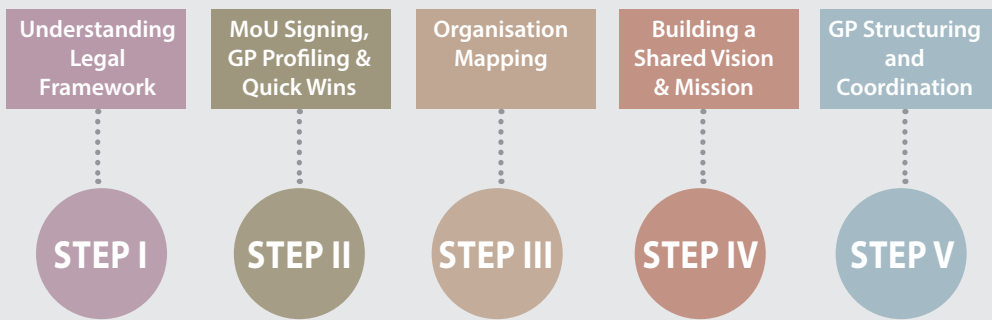 Understanding
Legal
Framework
MoU Signing,
GP Profiling &
Quick Wins
Organisation
Mapping
Building a
Shared Vision
& Mission
GP Structuring
and
Coordination
STEP I
STEP II
STEP III
STEP IV
STEP V